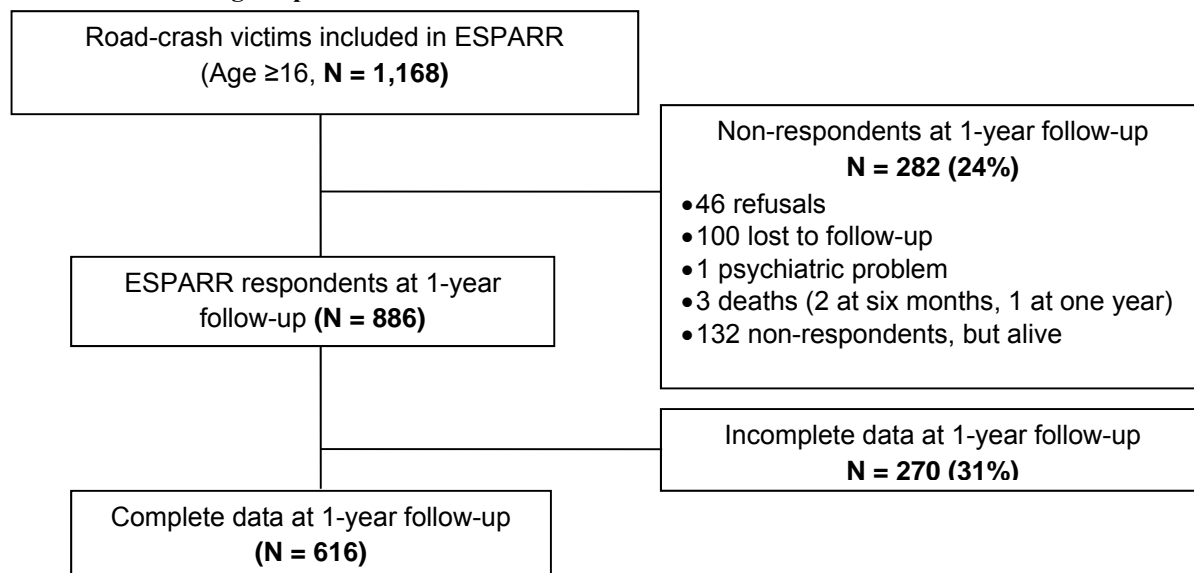 Road-crash victims included in ESPARR
(Age ≥16, N = 1,168)
Non-respondents at 1-year follow-up
N = 282 (24%)
•46 refusals
•100 lost to follow-up
•1 psychiatric problem
•3 deaths (2 at six months, 1 at one year)
•132 non-respondents, but alive
ESPARR respondents at 1-year
follow-up (N = 886)
Incomplete data at 1-year follow-up
N = 270 (31%)
Complete data at 1-year follow-up
(N = 616)